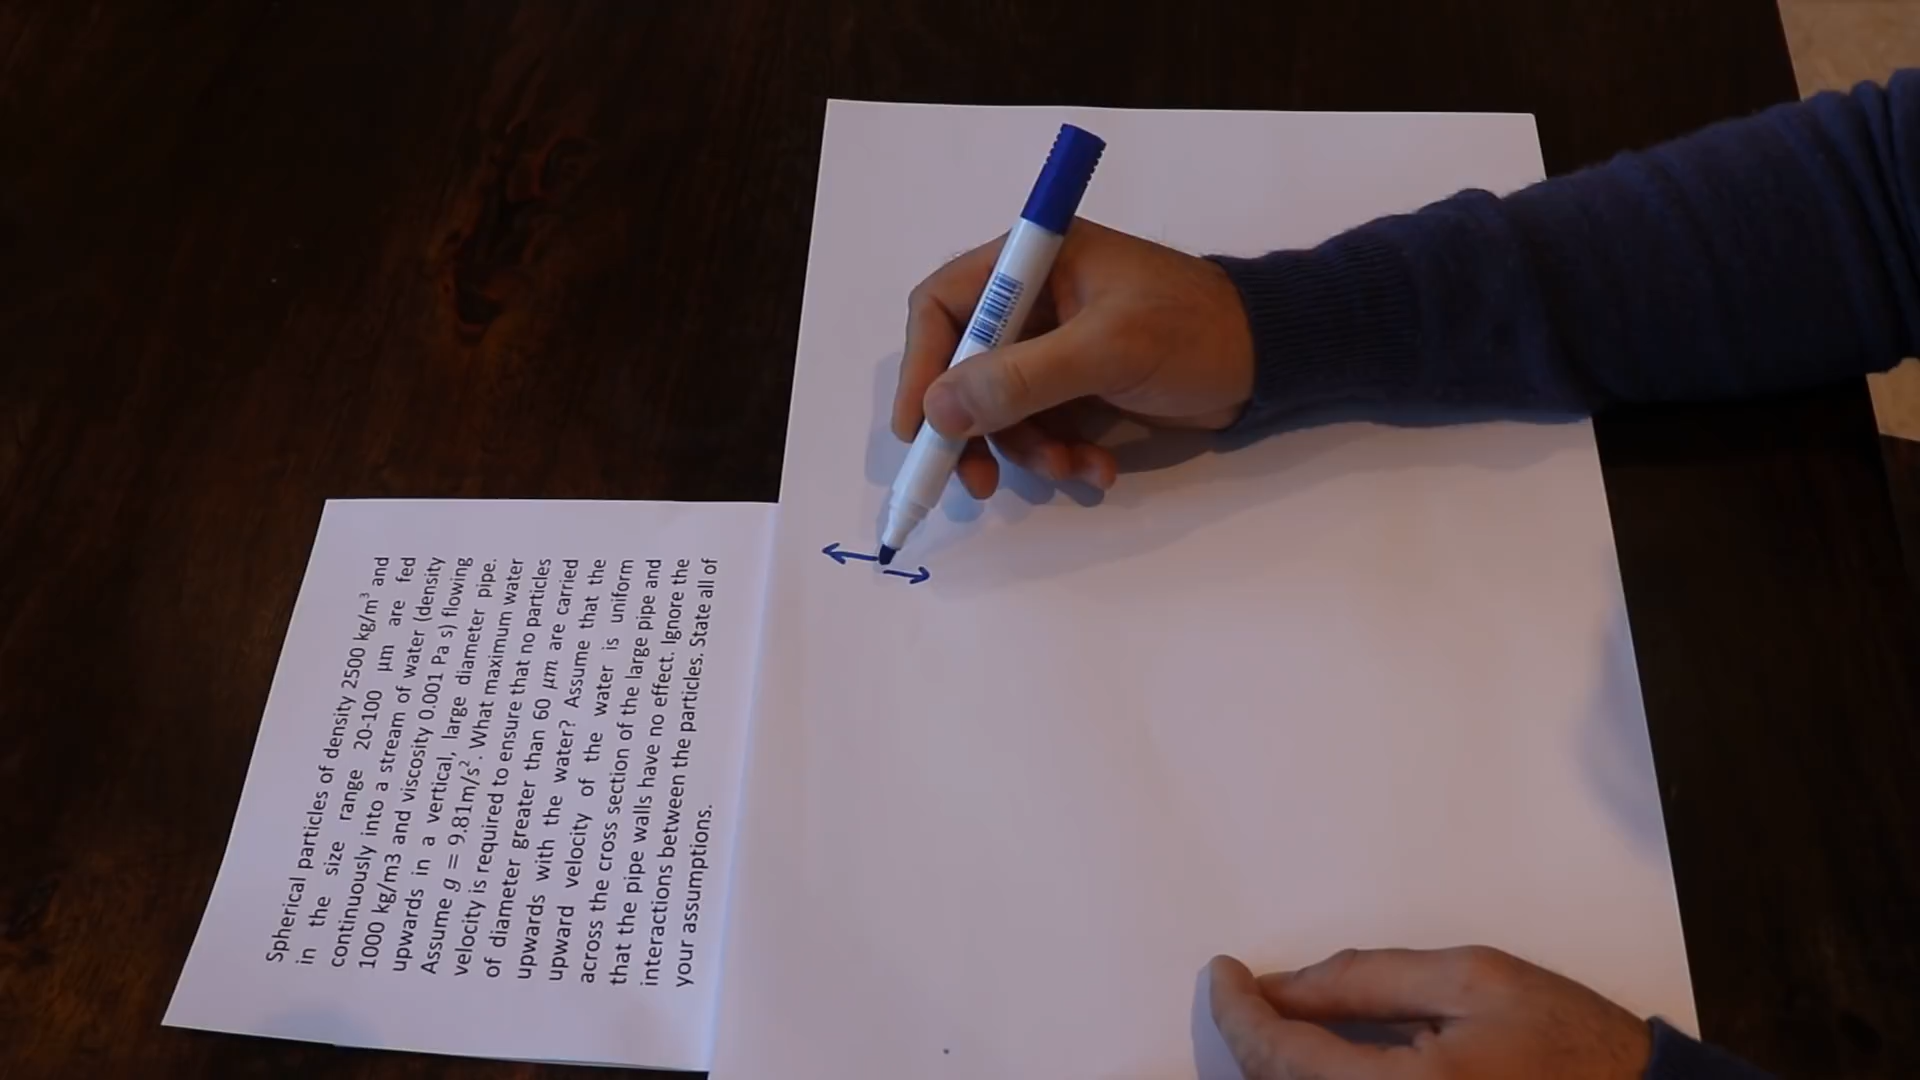 Spherical particles of density 2500 kg/m³ and
in the size range 20-100 μm are fed
continuously into a stream of water (density
1000 kg/m3 and viscosity 0.001 Pa s) flowing
upwards in a vertical, large diameter pipe.
Assume g = 9.81m/s². What maximum water
velocity is required to ensure that no particles
of diameter greater than 60 μm are carried
upwards with the water? Assume that the
upward velocity of the water is uniform
across the cross section of the large pipe and
that the pipe walls have no effect. Ignore the
interactions between the particles. State all of
your assumptions.